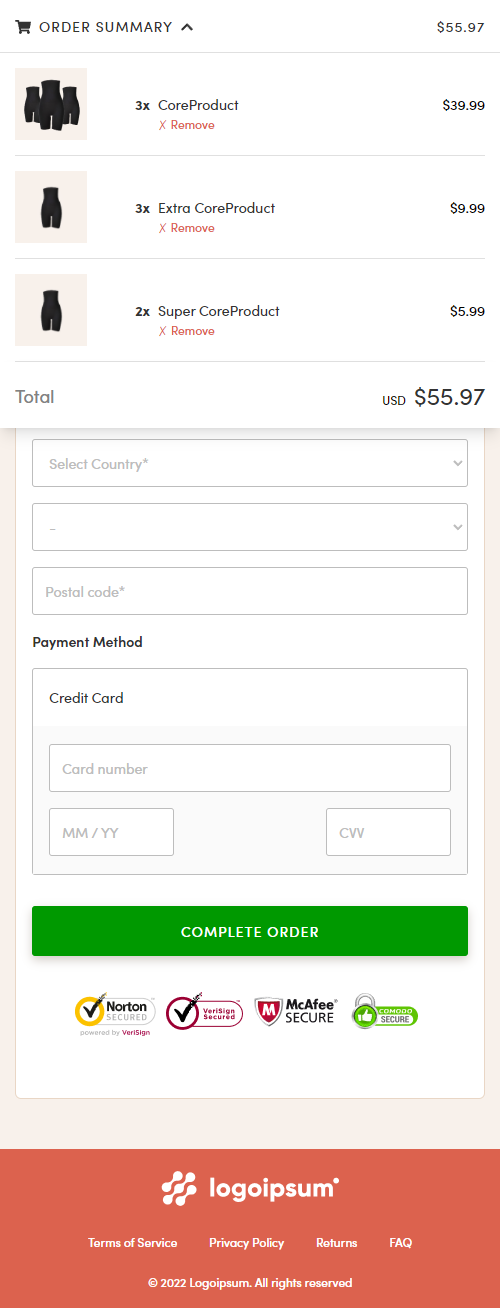 ORDER SUMMARY $55.97
3x CoreProduct $39.99
X Remove
3x Extra CoreProduct $9.99
X Remove
2x Super CoreProduct $5.99
X Remove
Total USD $55.97
Select Country*
-
Postal code*
Payment Method
Credit Card
Card number
MM / YY CVV
COMPLETE ORDER
Norton SECURED powered by VeriSign
VeriSign Secured
McAfee SECURE
COMODO SECURE
logoipsum
Terms of Service Privacy Policy Returns FAQ
© 2022 Logoipsum. All rights reserved